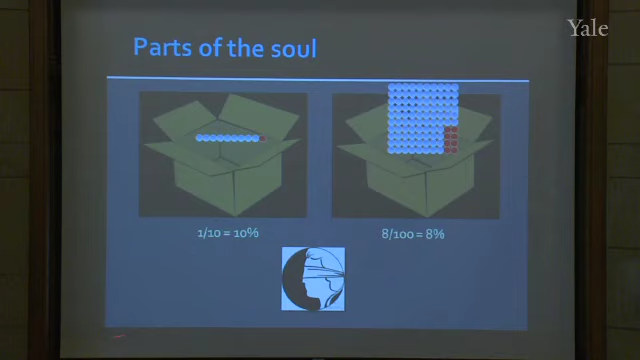 Yale
Parts of the soul
1/10 = 10%
8/100 = 8%